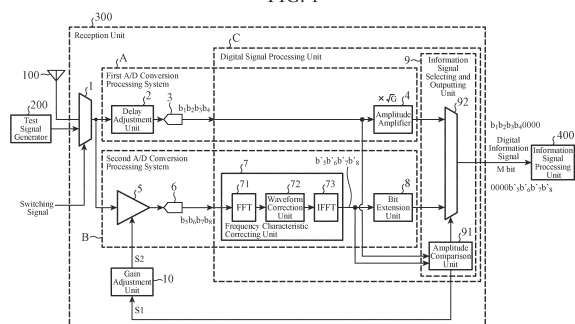 300
Reception Unit
C
A
Digital Signal Processing Unit
9
Information Signal Selecting and Outputting Unit
100
1
First A/D Conversion Processing System
2
3
× √G
4
92
200
Test Signal Generator
Delay Adjustment Unit
b₁b₂b₃b₄
Amplitude Amplifier
b₁b₂b₃b₄0000
Second A/D Conversion Processing System
7
b'₅b'₆b'₇b'₈
Digital Information Signal
400
Information Signal Processing Unit
M bit
5
6
71
72
73
8
FFT
Waveform Correction Unit
IFFT
Bit Extension Unit
0000b'₅b'₆b'₇b'₈
Switching Signal
b₅b₆b₇b₈
Frequency Characteristic Correcting Unit
B
91
Amplitude Comparison Unit
S2
Gain Adjustment Unit
10
S1